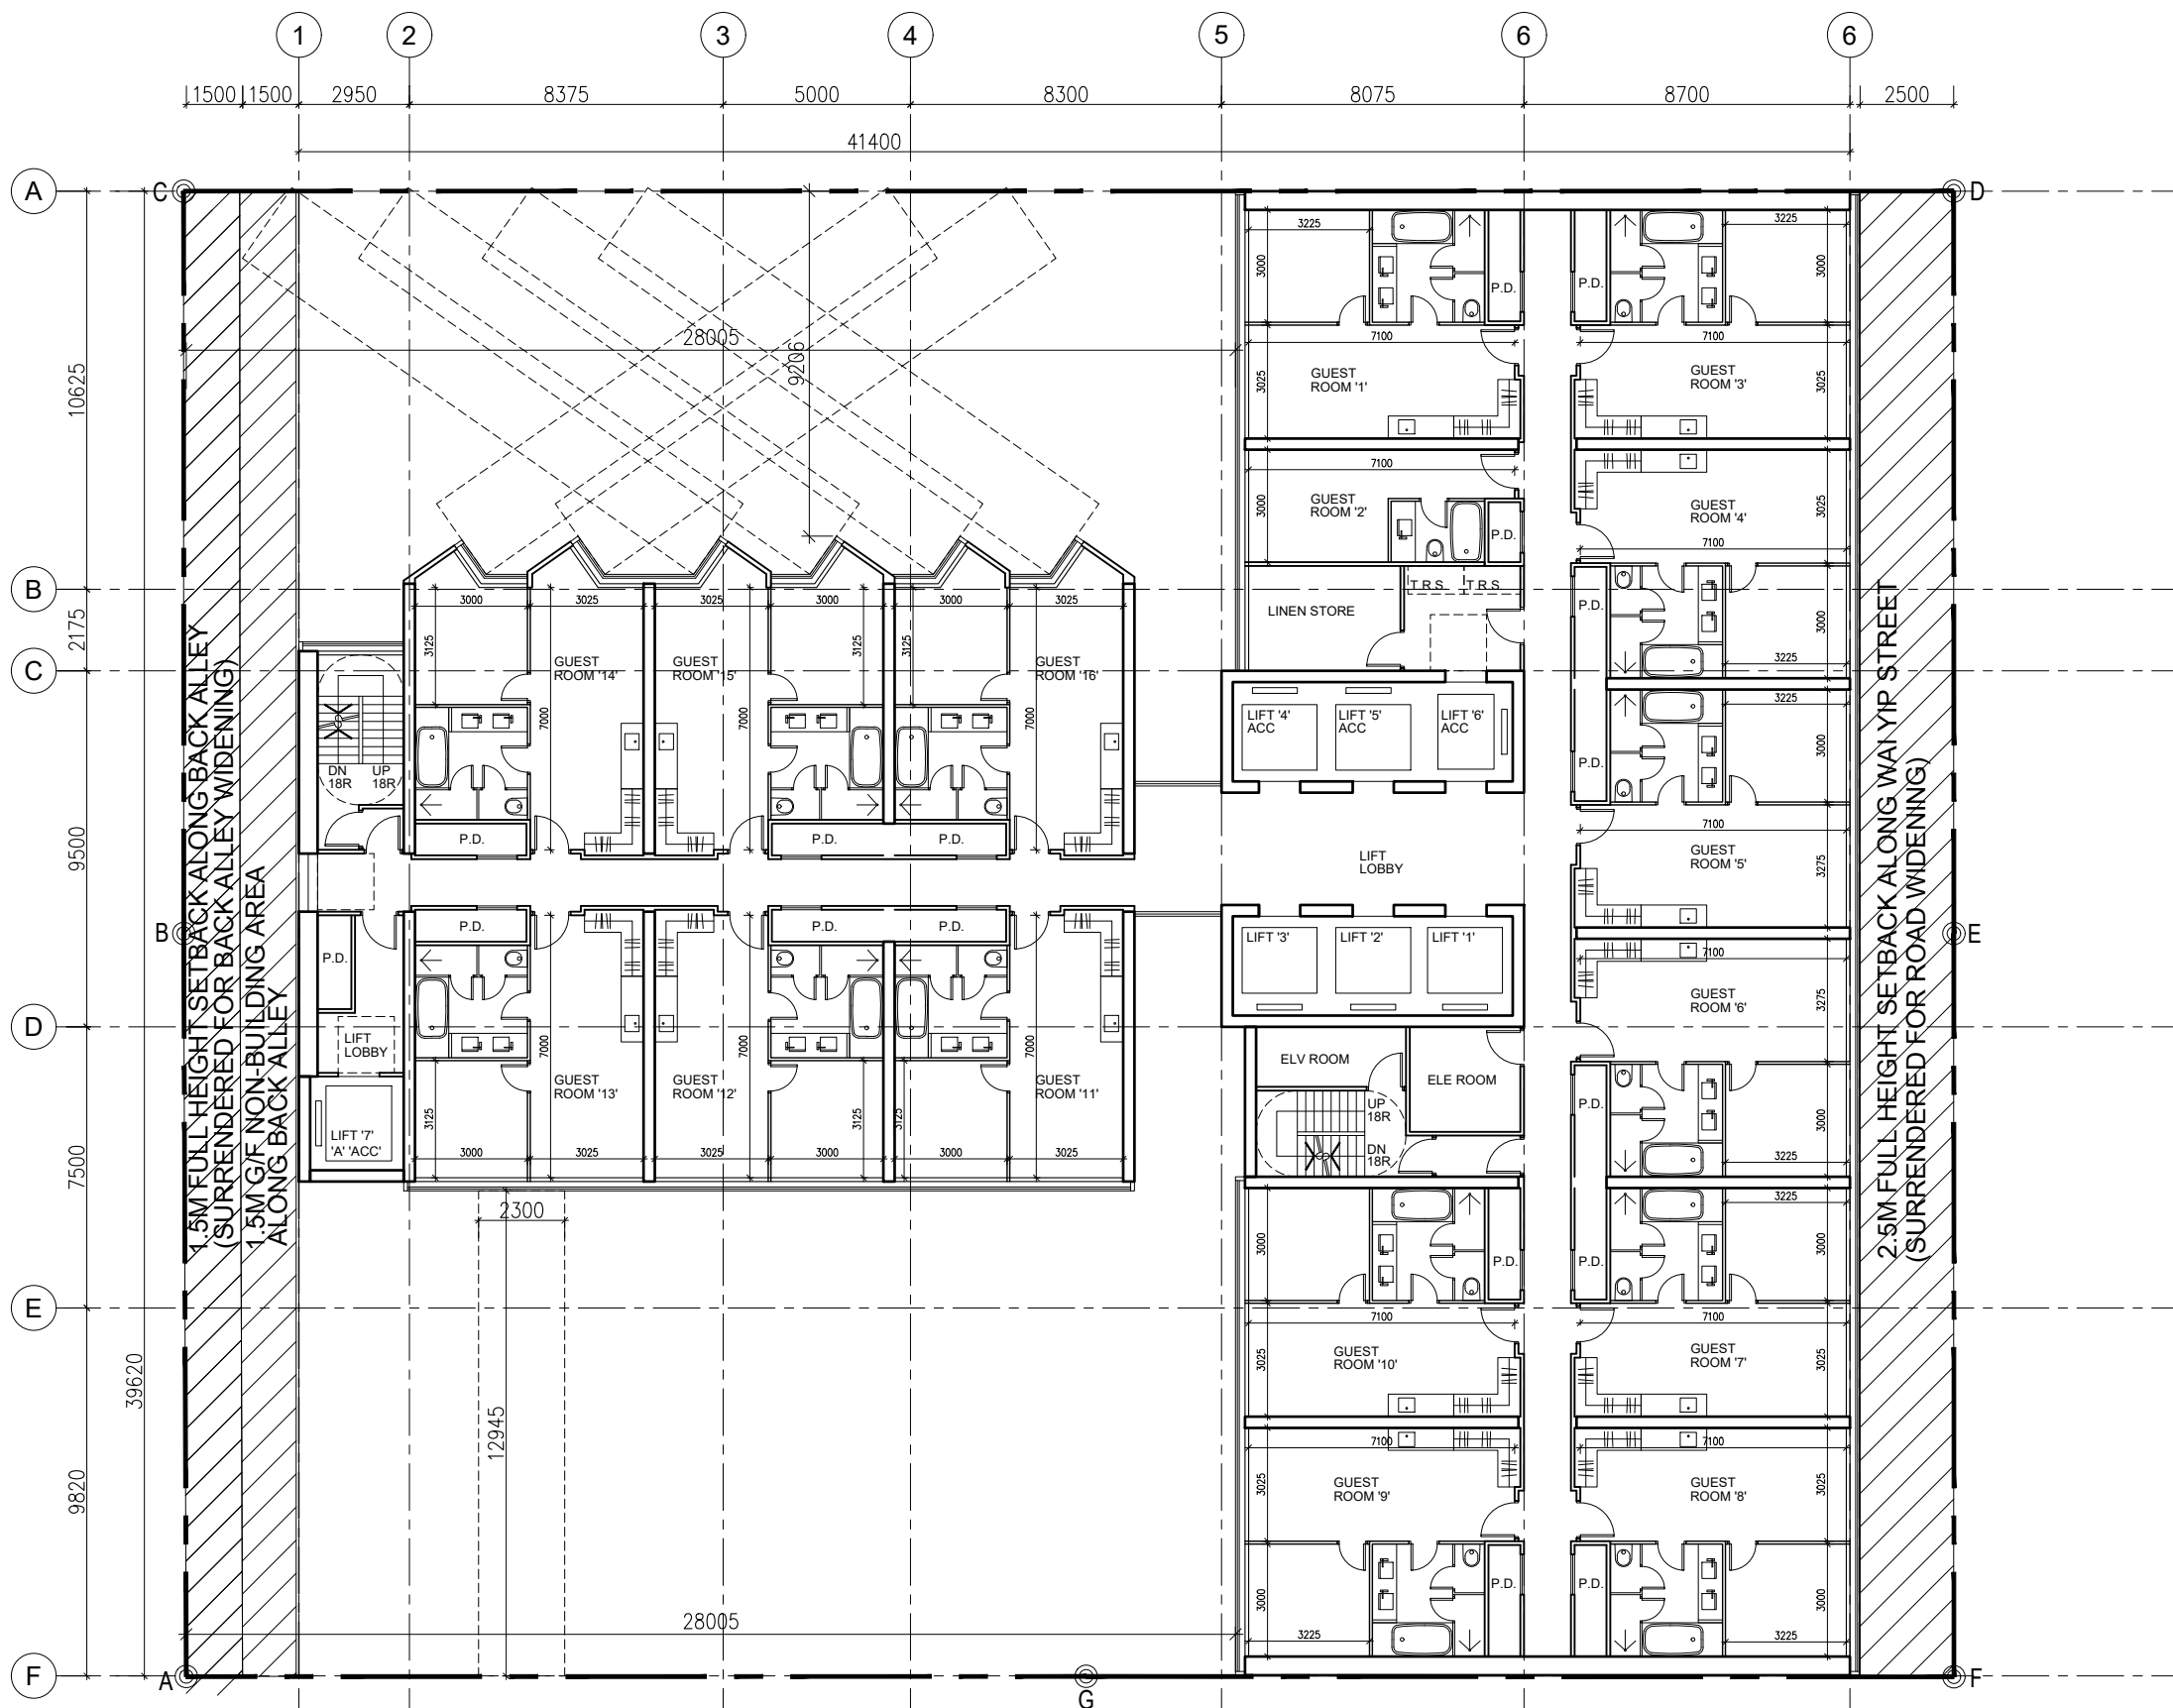 1 2 3 4 5 6 6
1500 1500 2950 8375 5000 8300 8075 8700 2500
41400
A C D
3225 3225
3000 3000
P.D. P.D.
28005
9206
7100 7100
10625
GUEST
ROOM '1'
GUEST
ROOM '3'
3025 3025
7100
GUEST
ROOM '2'
3000
P.D.
GUEST
ROOM '4'
3025
7100
B
3000 3025 3025 3000 3000 3025
T.R.S. T.R.S.
LINEN STORE
P.D.
3000
2175
3125 3125 3125
C
GUEST
ROOM '14'
GUEST
ROOM '15'
GUEST
ROOM '16'
3225
3225
7000 7000 7000
LIFT '4'
ACC
LIFT '5'
ACC
LIFT '6'
ACC
3000
P.D.
DN
18R
UP
18R
P.D. P.D. P.D.
7100
GUEST
ROOM '5'
3275
9500
LIFT
LOBBY
B E
P.D. P.D. P.D.
P.D.
LIFT '3' LIFT '2' LIFT '1'
7100
GUEST
ROOM '6'
3275
D
LIFT
LOBBY
7000 7000 7000
ELV ROOM
ELE ROOM
GUEST
ROOM '13'
GUEST
ROOM '12'
GUEST
ROOM '11'
UP
18R
DN
18R
P.D.
3000
LIFT '7'
'A' 'ACC'
3125 3125 3125
3000 3025 3025 3000 3000 3025
3225
3225
7500
1.5M FULL HEIGHT SETBACK ALONG BACK ALLEY
(SURRENDERED FOR BACK ALLEY WIDENING)
1.5M G/F NON-BUILDING AREA
ALONG BACK ALLEY
2.5M FULL HEIGHT SETBACK ALONG WAI YIP STREET
(SURRENDERED FOR ROAD WIDENING)
2300
3000 3000
P.D. P.D.
E
7100 7100
GUEST
ROOM '10'
GUEST
ROOM '7'
3025 3025
39620
12945
9820
7100 7100
GUEST
ROOM '9'
GUEST
ROOM '8'
3025 3025
P.D. P.D.
3000 3000
28005
3225 3225
F A G F